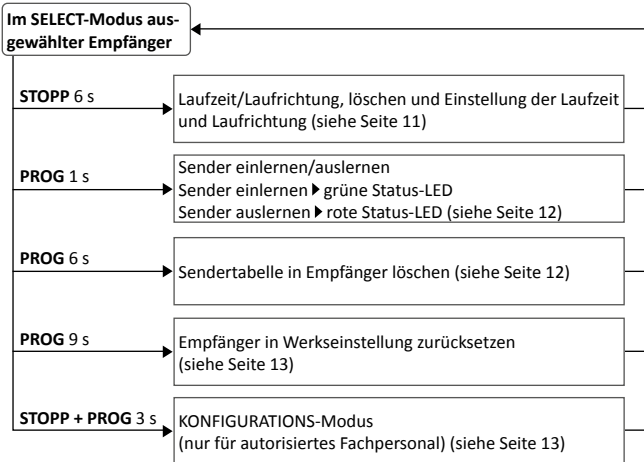 Im SELECT-Modus aus-
gewählter Empfänger
STOPP 6 s
Laufzeit/Laufrichtung, löschen und Einstellung der Laufzeit
und Laufrichtung (siehe Seite 11)
PROG 1 s
Sender einlernen/auslernen
Sender einlernen ▶ grüne Status-LED
Sender auslernen ▶ rote Status-LED (siehe Seite 12)
PROG 6 s
Sendertabelle in Empfänger löschen (siehe Seite 12)
PROG 9 s
Empfänger in Werkseinstellung zurücksetzen
(siehe Seite 13)
STOPP + PROG 3 s
KONFIGURATIONS-Modus
(nur für autorisiertes Fachpersonal) (siehe Seite 13)